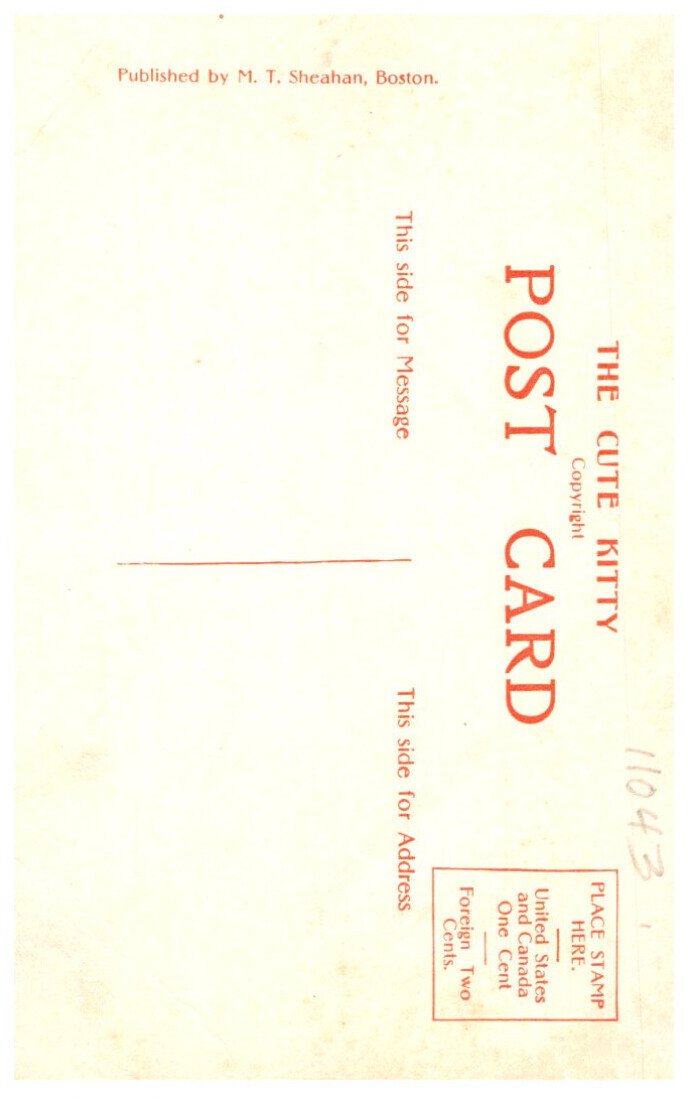 THE CUTE KITTY
Copyright
POST CARD
This side for Message
This side for Address
PLACE STAMP
HERE.
United States
and Canada
One Cent
Foreign Two
Cents.
11043
Published by M. T. Sheahan, Boston.